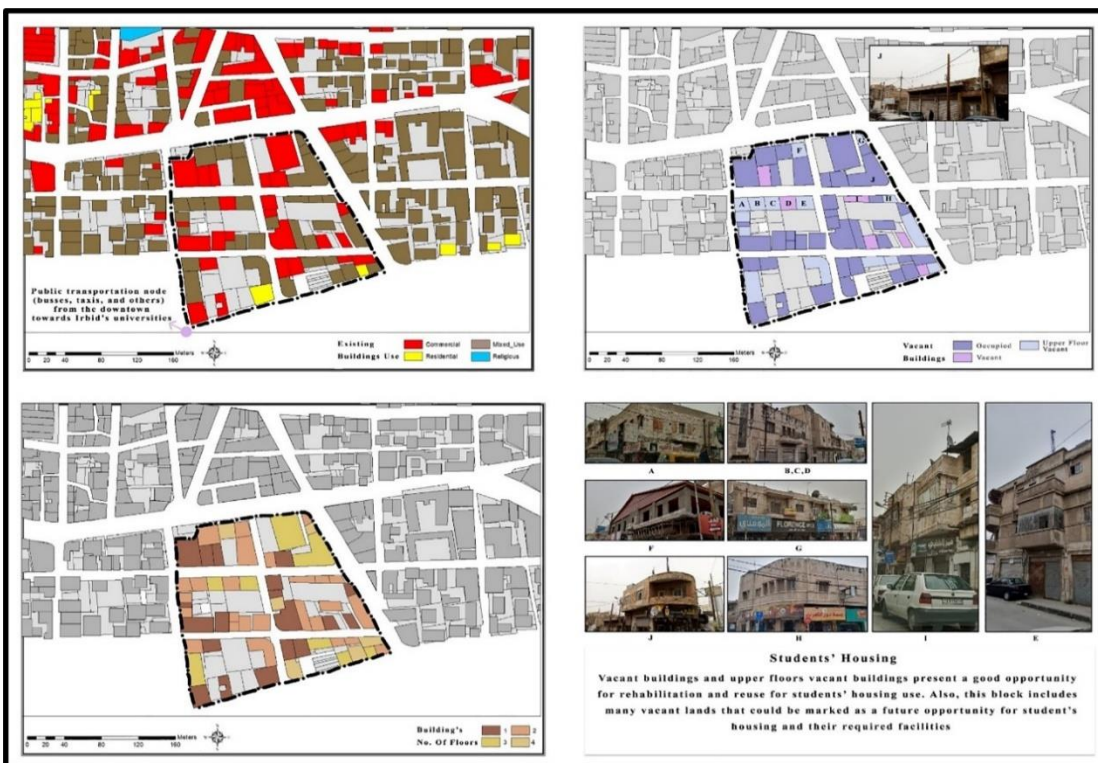 Public transportation node
(busses, taxis, and others)
from the downtown
towards Irbid's universities
0 20 40 80 120 160
Meters
Existing
Buildings Use
Commercial
Mixed_Use
Residential
Religious
J
F
G
J
A B C D E
I
H
0 20 40 80 120 160
Meters
Vacant
Buildings
Occupied
Upper Floor
Vacant
Vacant
0 20 40 80 120 160
Meters
Building's
No. Of Floors
1
2
3
4
A
B,C,D
FLORENCE
F
G
J
H
I
E
Students' Housing
Vacant buildings and upper floors vacant buildings present a good opportunity
for rehabilitation and reuse for students' housing use. Also, this block includes
many vacant lands that could be marked as a future opportunity for student's
housing and their required facilities